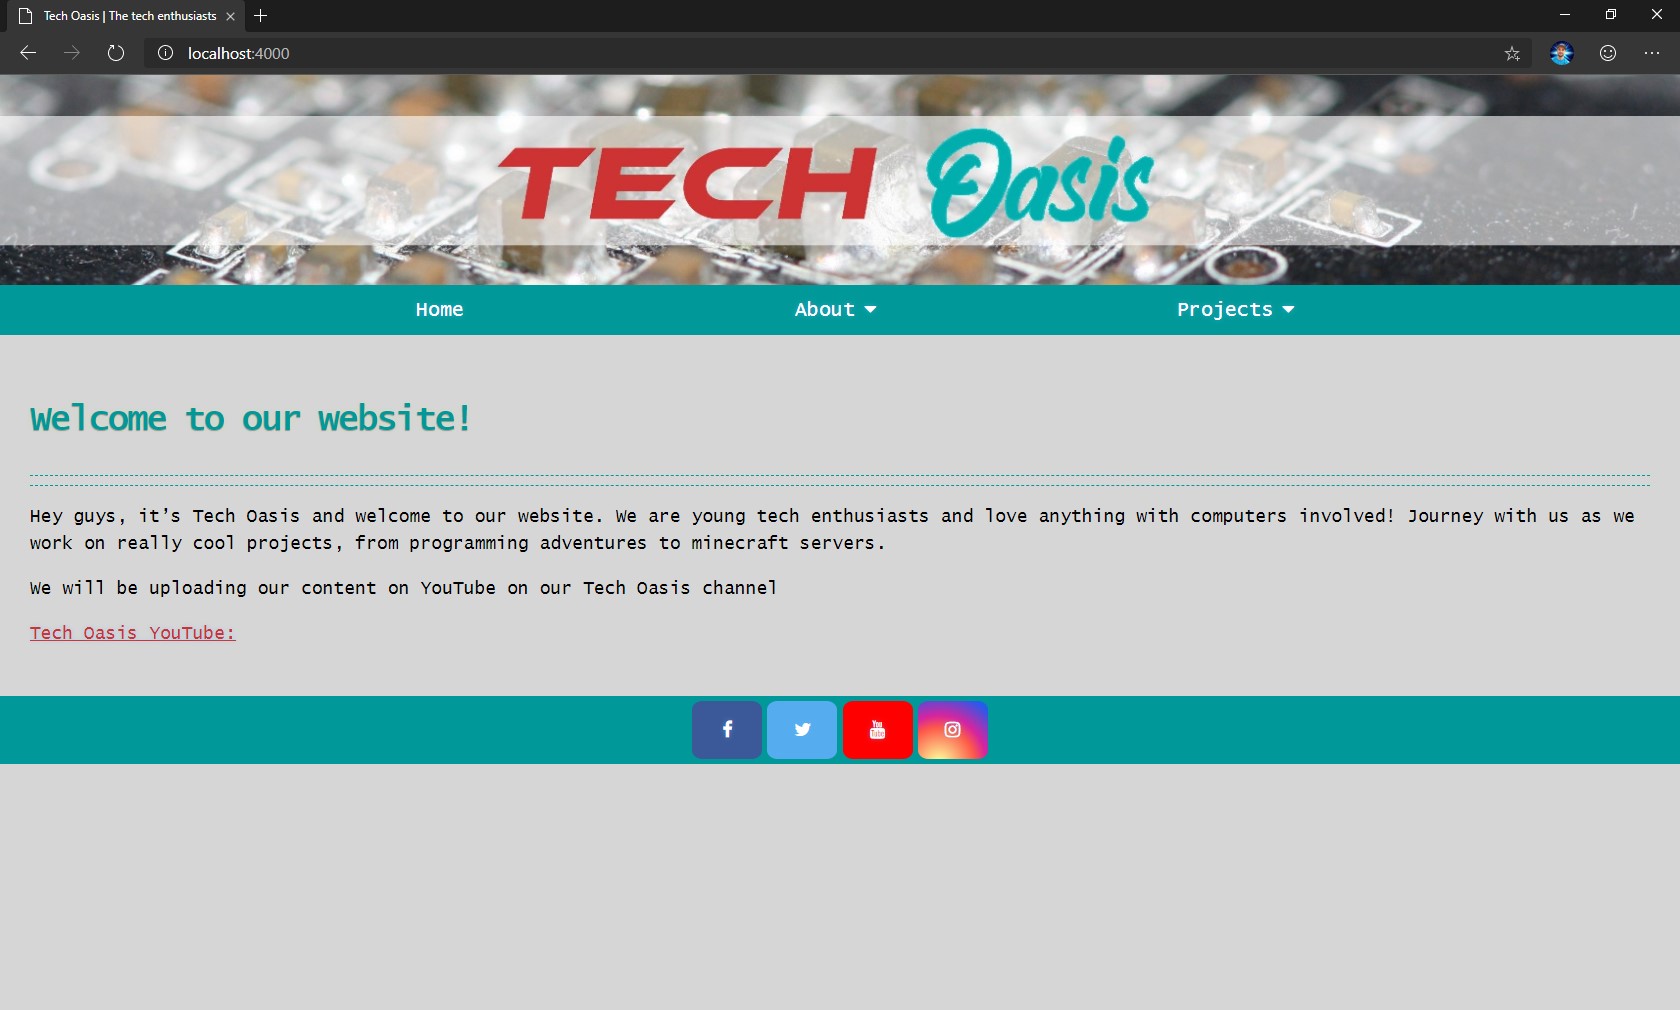 Tech Oasis | The tech enthusiasts
localhost:4000
TECH Oasis
Home About Projects
Welcome to our website!
Hey guys, it’s Tech Oasis and welcome to our website. We are young tech enthusiasts and love anything with computers involved! Journey with us as we
work on really cool projects, from programming adventures to minecraft servers.
We will be uploading our content on YouTube on our Tech Oasis channel
Tech Oasis YouTube:
You
Tube